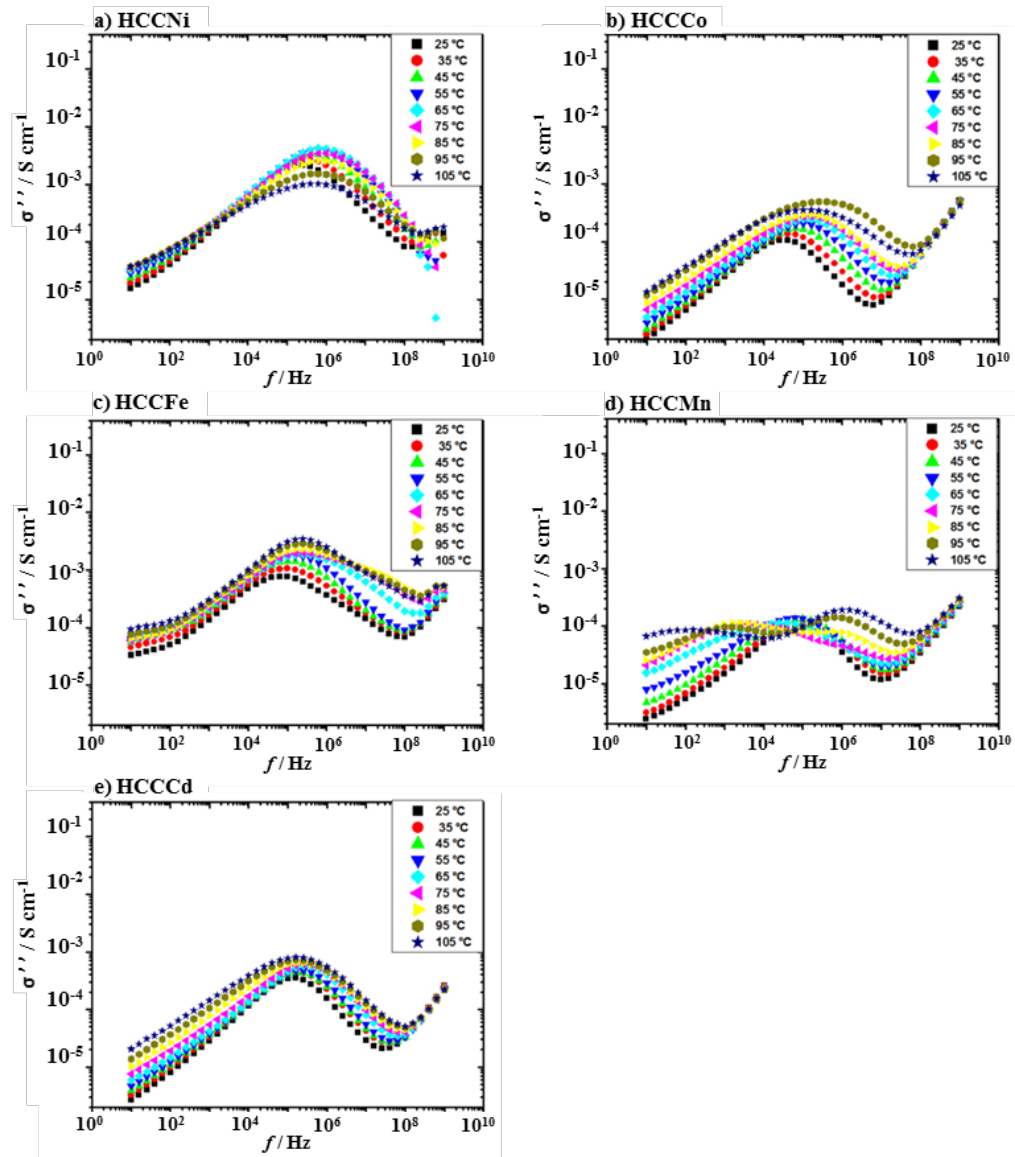 a) HCCNi
σ'' / S cm⁻¹
10⁻¹
10⁻²
10⁻³
10⁻⁴
10⁻⁵
25 °C
35 °C
45 °C
55 °C
65 °C
75 °C
85 °C
95 °C
105 °C
10⁰ 10² 10⁴ 10⁶ 10⁸ 10¹⁰
f / Hz
b) HCCCo
σ'' / S cm⁻¹
10⁻¹
10⁻²
10⁻³
10⁻⁴
10⁻⁵
25 °C
35 °C
45 °C
55 °C
65 °C
75 °C
85 °C
95 °C
105 °C
10⁰ 10² 10⁴ 10⁶ 10⁸ 10¹⁰
f / Hz
c) HCCFe
σ'' / S cm⁻¹
10⁻¹
10⁻²
10⁻³
10⁻⁴
10⁻⁵
25 °C
35 °C
45 °C
55 °C
65 °C
75 °C
85 °C
95 °C
105 °C
10⁰ 10² 10⁴ 10⁶ 10⁸ 10¹⁰
f / Hz
d) HCCMn
σ'' / S cm⁻¹
10⁻¹
10⁻²
10⁻³
10⁻⁴
10⁻⁵
25 °C
35 °C
45 °C
55 °C
65 °C
75 °C
85 °C
95 °C
105 °C
10⁰ 10² 10⁴ 10⁶ 10⁸ 10¹⁰
f / Hz
e) HCCCd
σ'' / S cm⁻¹
10⁻¹
10⁻²
10⁻³
10⁻⁴
10⁻⁵
25 °C
35 °C
45 °C
55 °C
65 °C
75 °C
85 °C
95 °C
105 °C
10⁰ 10² 10⁴ 10⁶ 10⁸ 10¹⁰
f / Hz